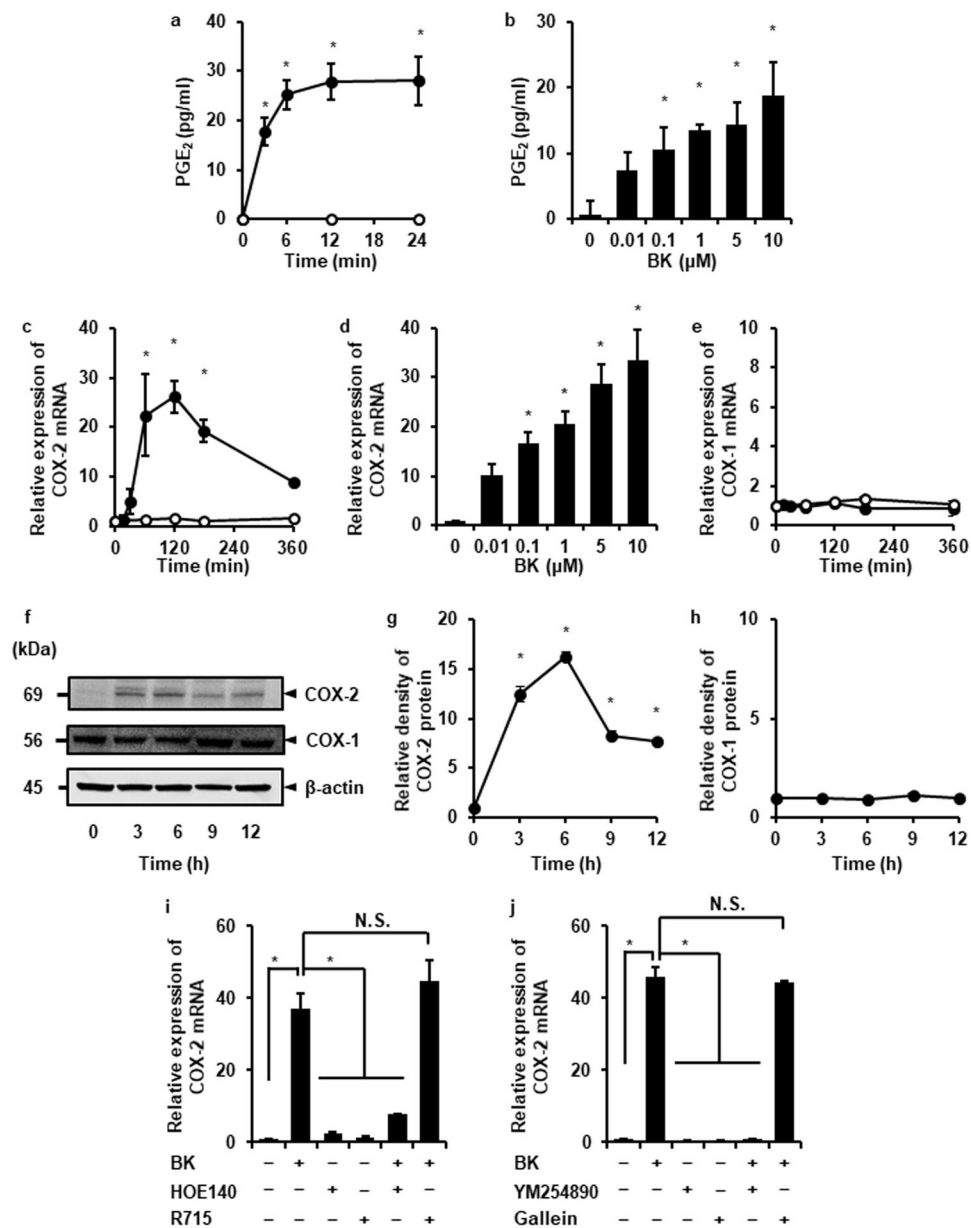 a
PGE2 (pg/ml)
40
30
20
10
0
*
*
*
*
0 6 12 18 24
Time (min)
b
PGE2 (pg/ml)
30
20
10
0
*
*
*
*
0 0.01 0.1 1 5 10
BK (µM)
c
Relative expression of
COX-2 mRNA
40
30
20
10
0
* * *
0 120 240 360
Time (min)
d
Relative expression of
COX-2 mRNA
40
30
20
10
0
*
*
*
*
0 0.01 0.1 1 5 10
BK (µM)
e
Relative expression of
COX-1 mRNA
10
8
6
4
2
0
0 120 240 360
Time (min)
f
(kDa)
69 COX-2
56 COX-1
45 β-actin
0 3 6 9 12
Time (h)
g
Relative density of
COX-2 protein
20
15
10
5
0
*
*
*
*
0 3 6 9 12
Time (h)
h
Relative density of
COX-1 protein
10
5
0
0 3 6 9 12
Time (h)
i
Relative expression of
COX-2 mRNA
60
40
20
0
N.S.
* *
BK – + – – + +
HOE140 – – + – + –
R715 – – – + – +
j
Relative expression of
COX-2 mRNA
60
40
20
0
N.S.
* *
BK – + – – + +
YM254890 – – + – + –
Gallein – – – + – +